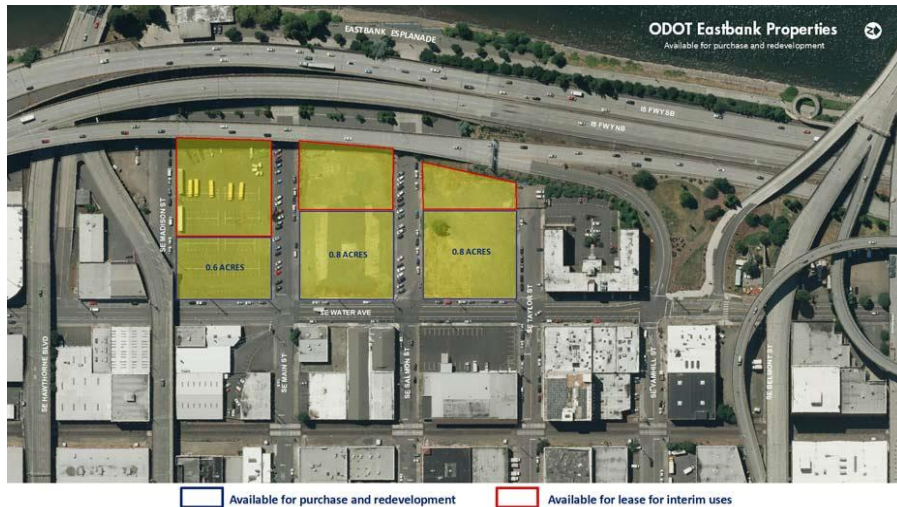 ODOT Eastbank Properties
Available for purchase and redevelopment
EASTBANK ESPLANADE
I5 FWY SB
I5 FWY NB
SE MADISON ST
0.6 ACRES
0.8 ACRES
0.8 ACRES
SE WATER AVE
SE HAWTHORNE BLVD
SE MAIN ST
SE SALMON ST
SE TAYLOR ST
SE YAMHILL ST
SE BELMONT ST
Available for purchase and redevelopment
Available for lease for interim uses